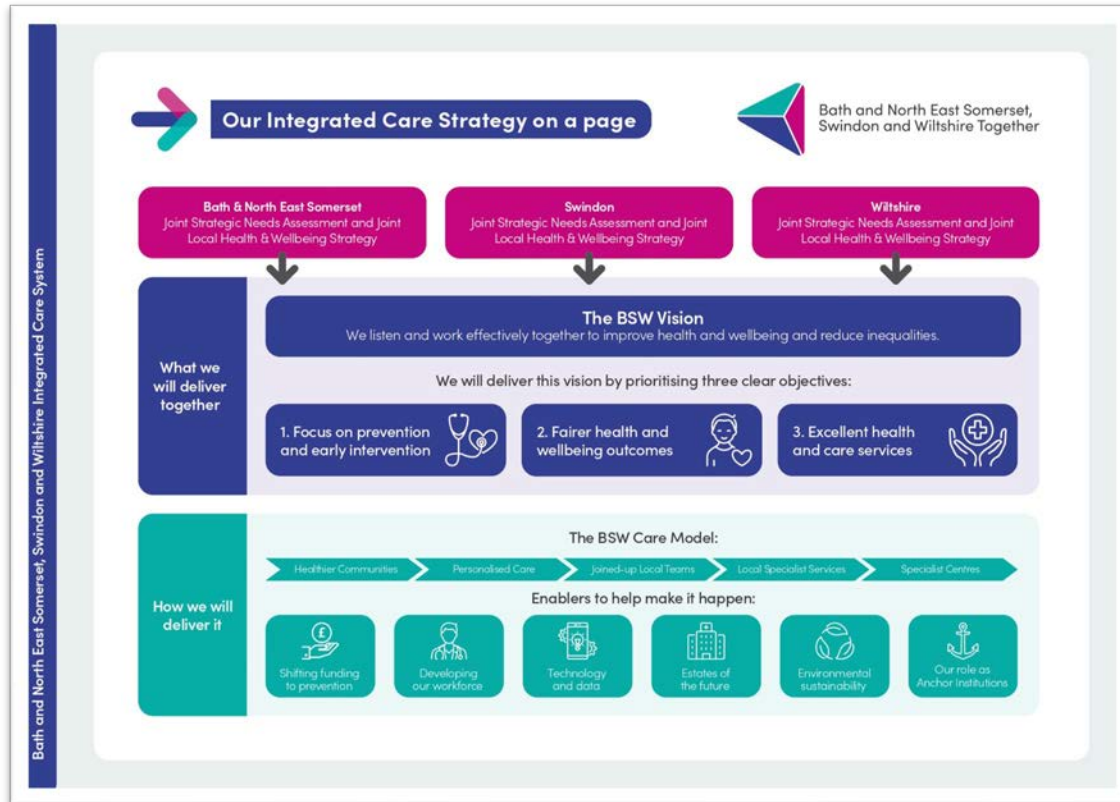 Bath and North East Somerset, Swindon and Wiltshire Integrated Care System
Our Integrated Care Strategy on a page
Bath and North East Somerset,
Swindon and Wiltshire Together
Bath & North East Somerset
Joint Strategic Needs Assessment and Joint
Local Health & Wellbeing Strategy
Swindon
Joint Strategic Needs Assessment and Joint
Local Health & Wellbeing Strategy
Wiltshire
Joint Strategic Needs Assessment and Joint
Local Health & Wellbeing Strategy
What we
will deliver
together
The BSW Vision
We listen and work effectively together to improve health and wellbeing and reduce inequalities.
We will deliver this vision by prioritising three clear objectives:
1. Focus on prevention
and early intervention
2. Fairer health and
wellbeing outcomes
3. Excellent health
and care services
How we will
deliver it
The BSW Care Model:
Healthier Communities
Personalised Care
Joined-up Local Teams
Local Specialist Services
Specialist Centres
Enablers to help make it happen:
£
Shifting funding
to prevention
Developing
our workforce
Technology
and data
Estates of
the future
Environmental
sustainability
Our role as
Anchor Institutions